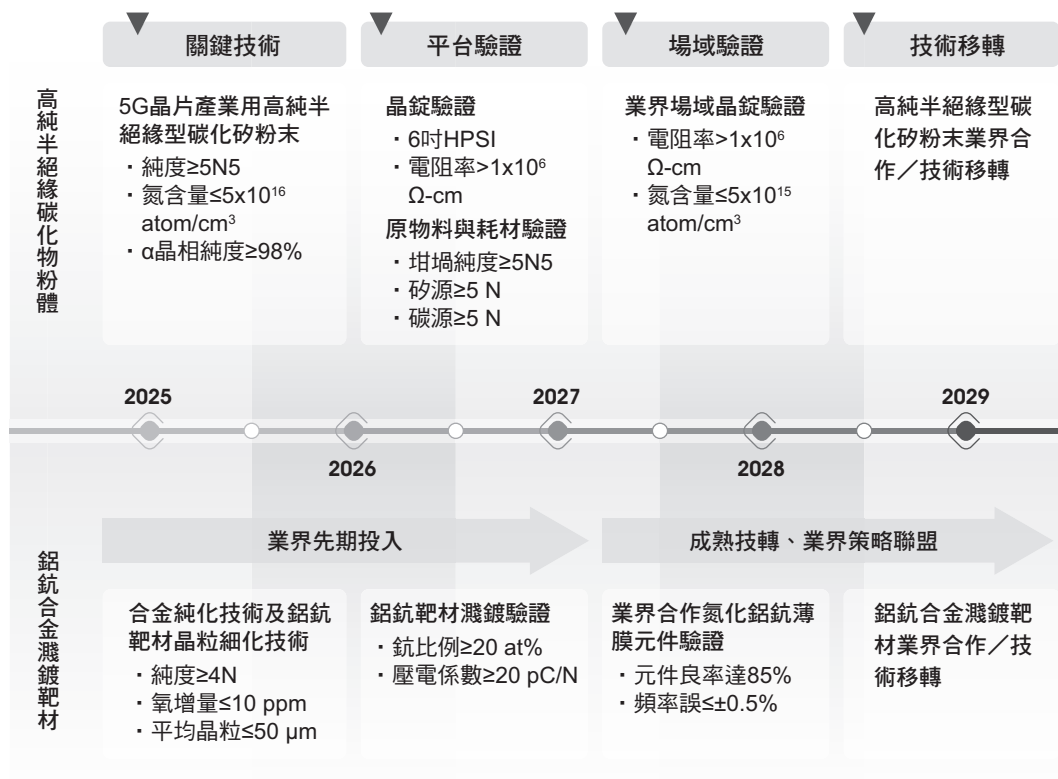 關鍵技術
平台驗證
場域驗證
技術移轉
高純半絕緣碳化物粉體
5G晶片產業用高純半
絕緣型碳化矽粉末
・純度≥5N5
・氮含量≤5x10¹⁶
atom/cm³
・α晶相純度≥98%
晶錠驗證
・6吋HPSI
・電阻率>1x10⁶
Ω-cm
原物料與耗材驗證
・坩堝純度≥5N5
・矽源≥5 N
・碳源≥5 N
業界場域晶錠驗證
・電阻率>1x10⁶
Ω-cm
・氮含量≤5x10¹⁵
atom/cm³
高純半絕緣型碳
化矽粉末業界合
作／技術移轉
2025
2026
2027
2028
2029
業界先期投入
成熟技轉、業界策略聯盟
鋁鈧合金濺鍍靶材
合金純化技術及鋁鈧
靶材晶粒細化技術
・純度≥4N
・氧增量≤10 ppm
・平均晶粒≤50 μm
鋁鈧靶材濺鍍驗證
・鈧比例≥20 at%
・壓電係數≥20 pC/N
業界合作氮化鋁鈧薄
膜元件驗證
・元件良率達85%
・頻率誤≤±0.5%
鋁鈧合金濺鍍靶
材業界合作／技
術移轉